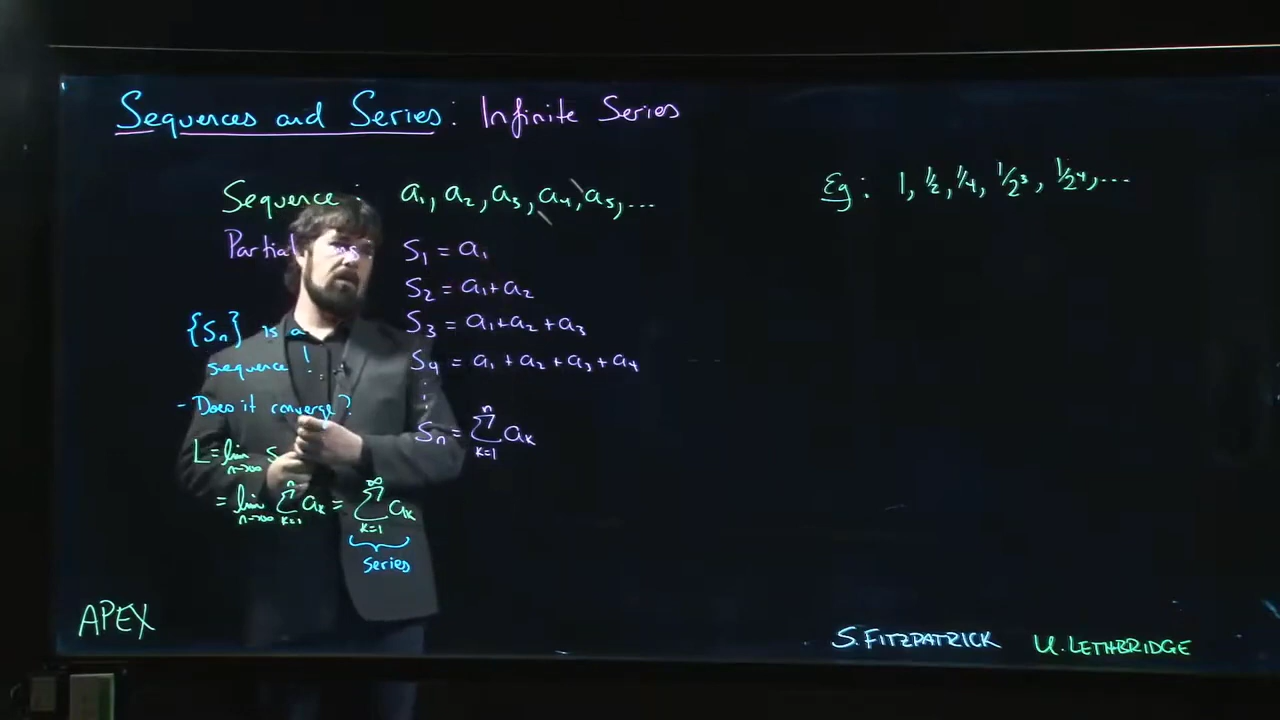 Sequences and Series: Infinite Series
Sequence: a₁, a₂, a₃, a₄, a₅, ...
Eg: 1, 1/2, 1/4, 1/2³, 1/2⁴, ...
Partial
S₁ = a₁
S₂ = a₁+a₂
S₃ = a₁+a₂+a₃
S₄ = a₁+a₂+a₃+a₄
⋮
Sₙ = ∑ₖ₌₁ⁿ aₖ
{Sₙ} is a
sequence!
- Does it converge?
L = lim n→∞ s
= lim n→∞ ∑ₖ₌₁ⁿ aₖ = ∑ₖ₌₁^∞ aₖ
series
APEX
S. FITZPATRICK U. LETHBRIDGE